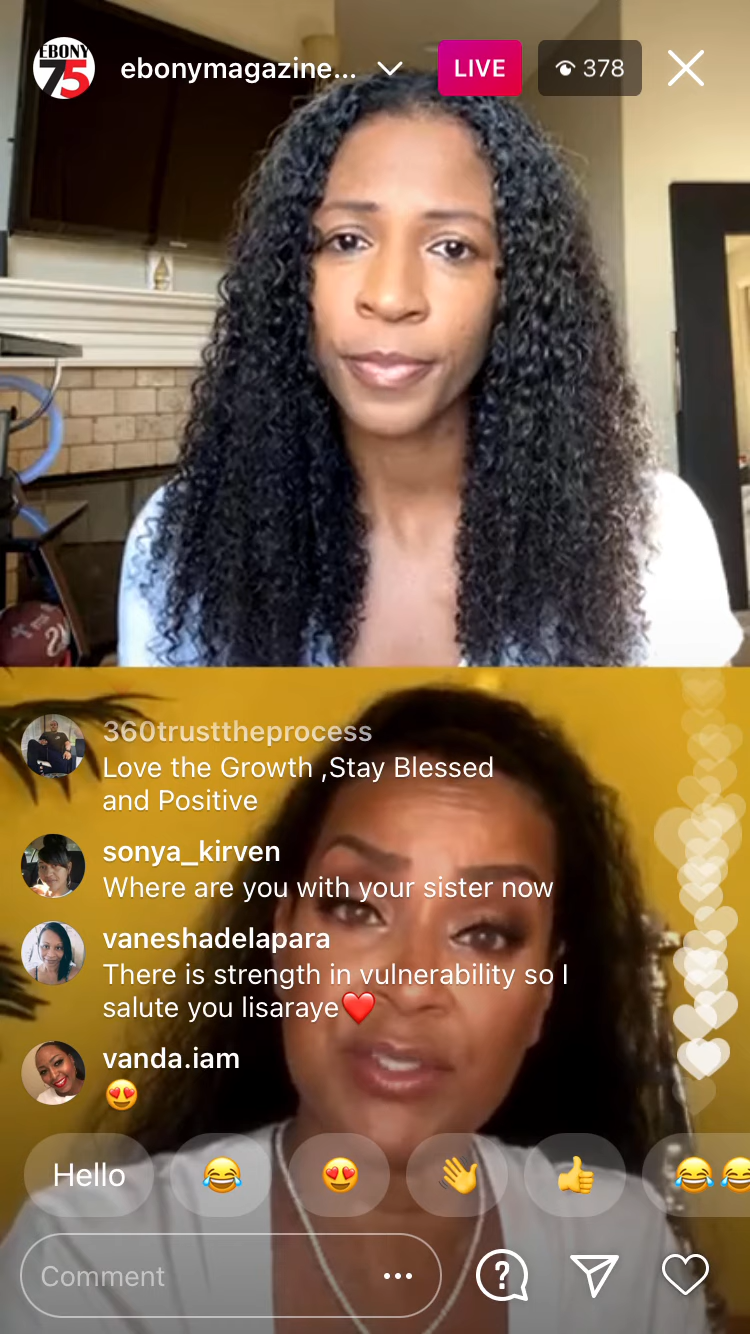 EBONY
75
ebonymagazine...
LIVE
378
360trusttheprocess
Love the Growth ,Stay Blessed
and Positive
sonya_kirven
Where are you with your sister now
vaneshadelapara
There is strength in vulnerability so I
salute you lisaraye❤️
vanda.iam
😍
Hello 😂 😍 👋 👍 😂😂
Comment